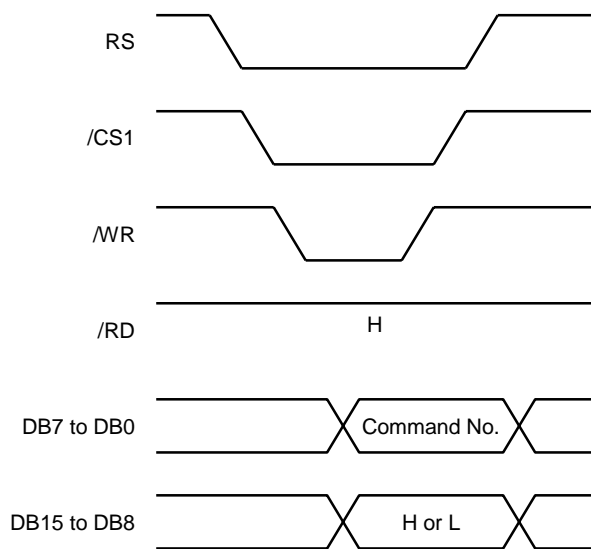 RS
/CS1
/WR
/RD
H
DB7 to DB0
Command No.
DB15 to DB8
H or L